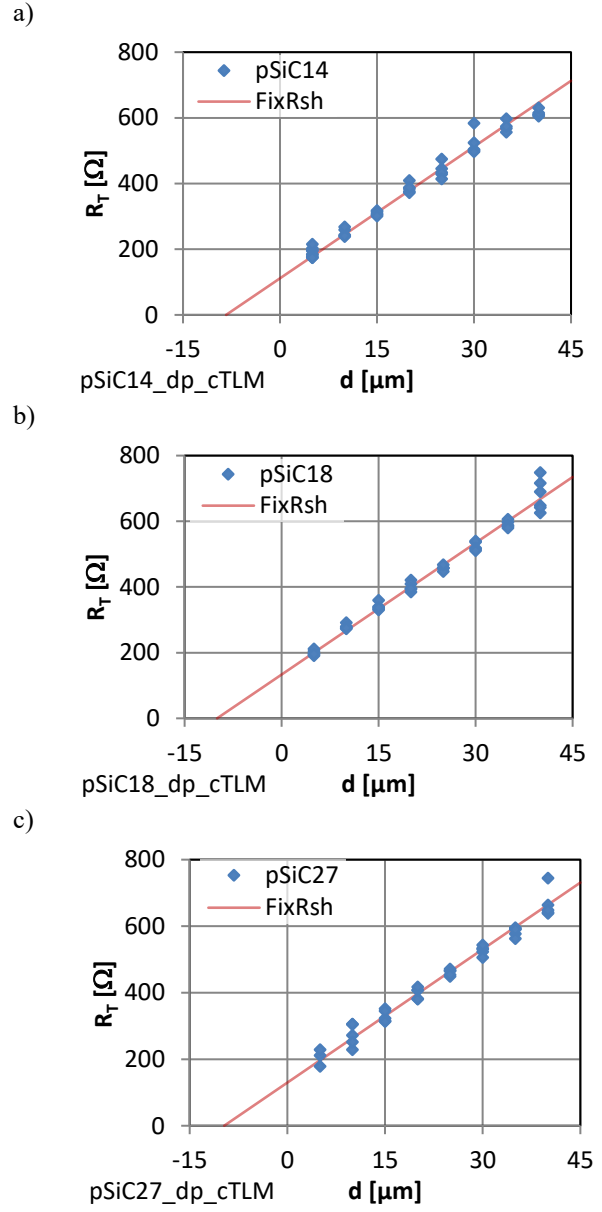 a)
800
pSiC14
FixRsh
600
R_T [Ω]
400
200
0
-15 0 15 30 45
pSiC14_dp_cTLM d [μm]
b)
800
pSiC18
FixRsh
600
R_T [Ω]
400
200
0
-15 0 15 30 45
pSiC18_dp_cTLM d [μm]
c)
800
pSiC27
FixRsh
600
R_T [Ω]
400
200
0
-15 0 15 30 45
pSiC27_dp_cTLM d [μm]